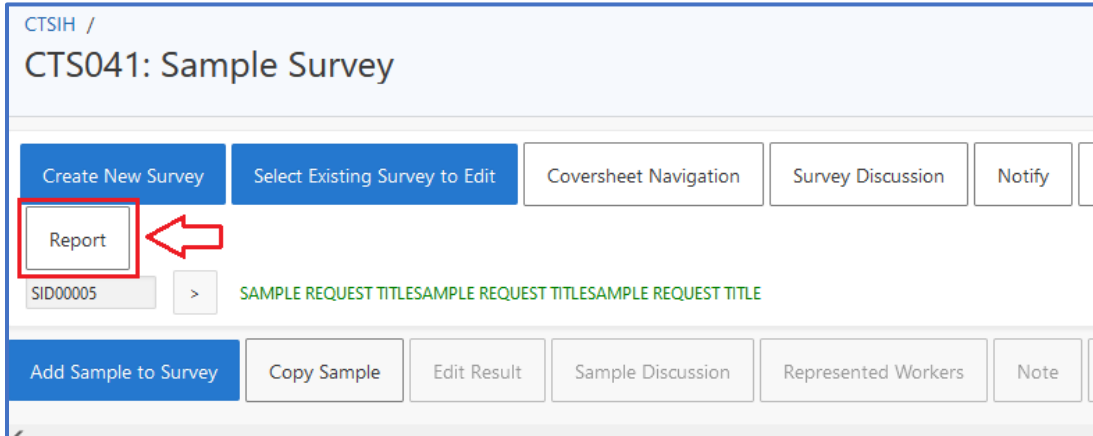 CTSIH /
CTS041: Sample Survey
Create New Survey Select Existing Survey to Edit Coversheet Navigation Survey Discussion Notify
Report
SID00005 > SAMPLE REQUEST TITLESAMPLE REQUEST TITLESAMPLE REQUEST TITLE
Add Sample to Survey Copy Sample Edit Result Sample Discussion Represented Workers Note